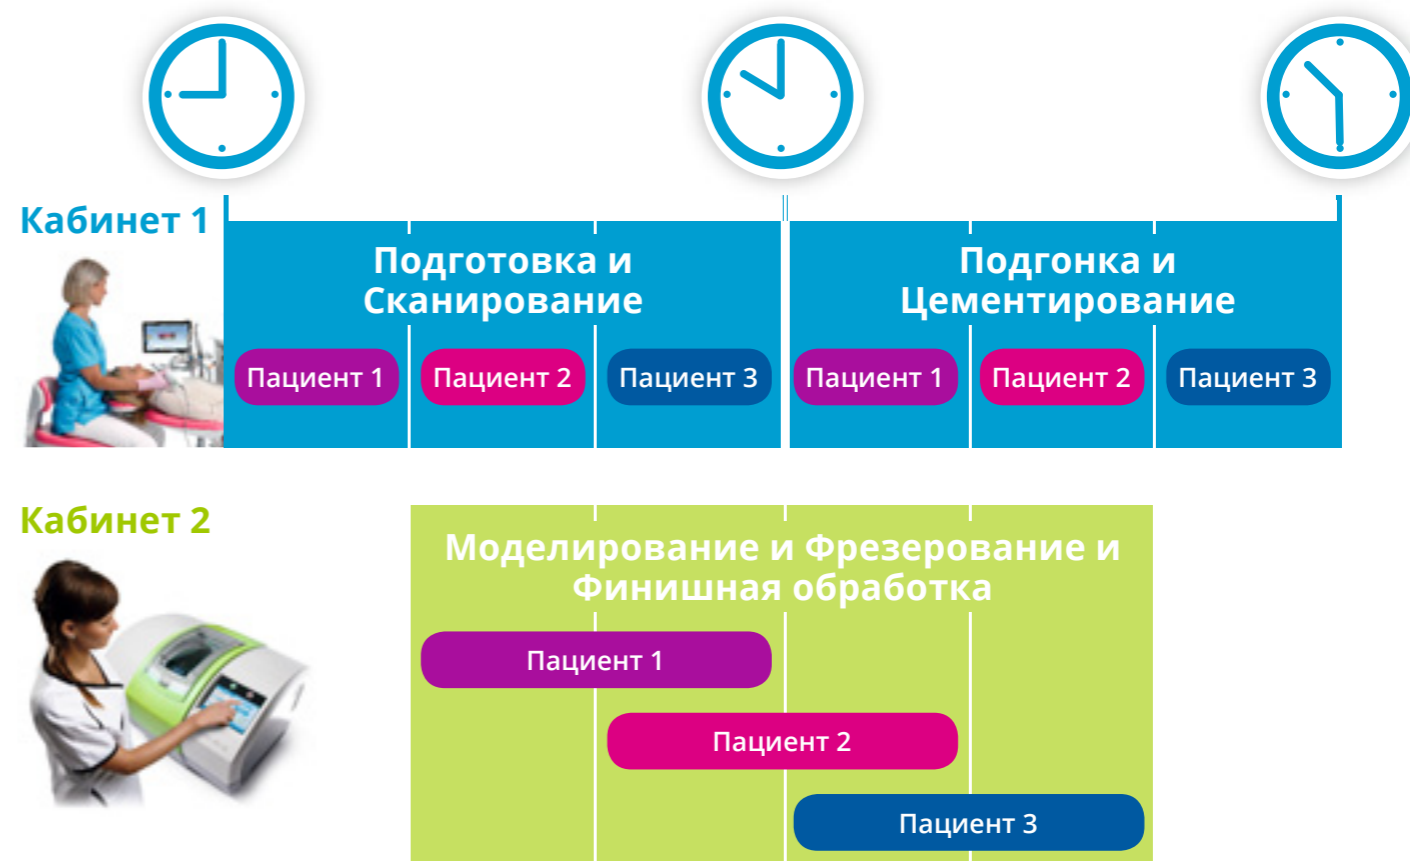 Кабинет 1
Подготовка и
Сканирование
Подгонка и
Цементирование
Пациент 1
Пациент 2
Пациент 3
Пациент 1
Пациент 2
Пациент 3
Кабинет 2
Моделирование и Фрезерование и
Финишная обработка
Пациент 1
Пациент 2
Пациент 3